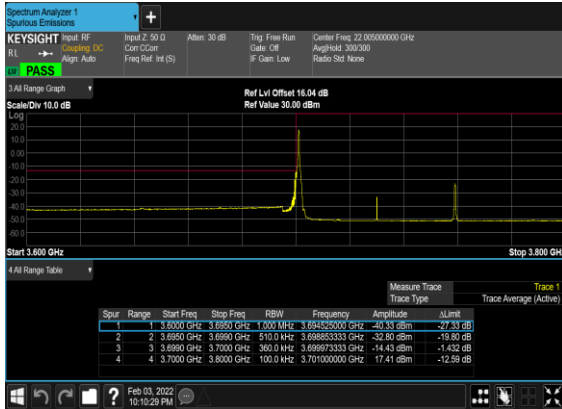 Spectrum Analyzer 1
Spurious Emissions
+
KEYSIGHT Input: RF Input Z: 50 Ω Atten: 30 dB Trig: Free Run Center Freq: 22.005000000 GHz
RL Coupling: DC Corr CCorr Gate: Off Avg|Hold: 300/300
Align: Auto Freq Ref: Int (S) IF Gain: Low Radio Std: None
PASS
3 All Range Graph Ref Lvl Offset 16.04 dB
Scale/Div 10.0 dB Ref Value 30.00 dBm
Log
20.0
10.0
0.00
-10.0
-20.0
-30.0
-40.0
-50.0
-60.0
Start 3.600 GHz Stop 3.800 GH
4 All Range Table
Measure Trace Trace 1
Trace Type Trace Average (Active)
Spur Range Start Freq Stop Freq RBW Frequency Amplitude ΔLimit
1 1 3.6000 GHz 3.6950 GHz 1.000 MHz 3.694525000 GHz -40.33 dBm -27.33 dB
2 2 3.6950 GHz 3.6990 GHz 510.0 kHz 3.698853333 GHz -32.80 dBm -19.80 dB
3 3 3.6990 GHz 3.7000 GHz 360.0 kHz 3.699973333 GHz -14.43 dBm -1.432 dB
4 4 3.7000 GHz 3.8000 GHz 100.0 kHz 3.701000000 GHz 17.41 dBm -12.59 dB
? Feb 03, 2022
10:10:29 PM